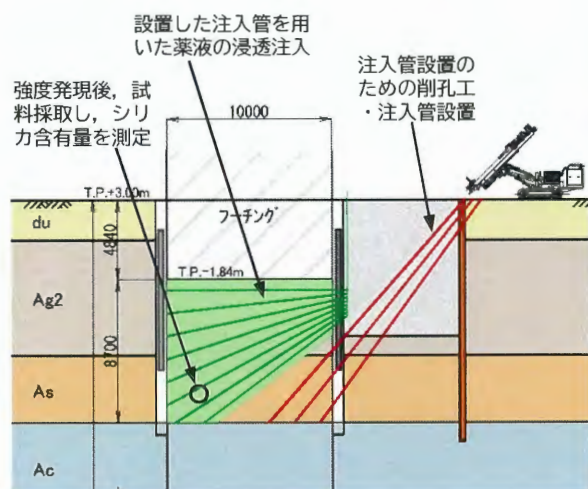 設置した注入管を用
いた薬液の浸透注入
注入管設置の
ための削孔工
・注入管設置
強度発現後，試
料採取し，シリ
カ含有量を測定
10000
T.P.+3.00m
フーチング
du
4840
T.P.-1.84m
Ag2
8700
As
Ac